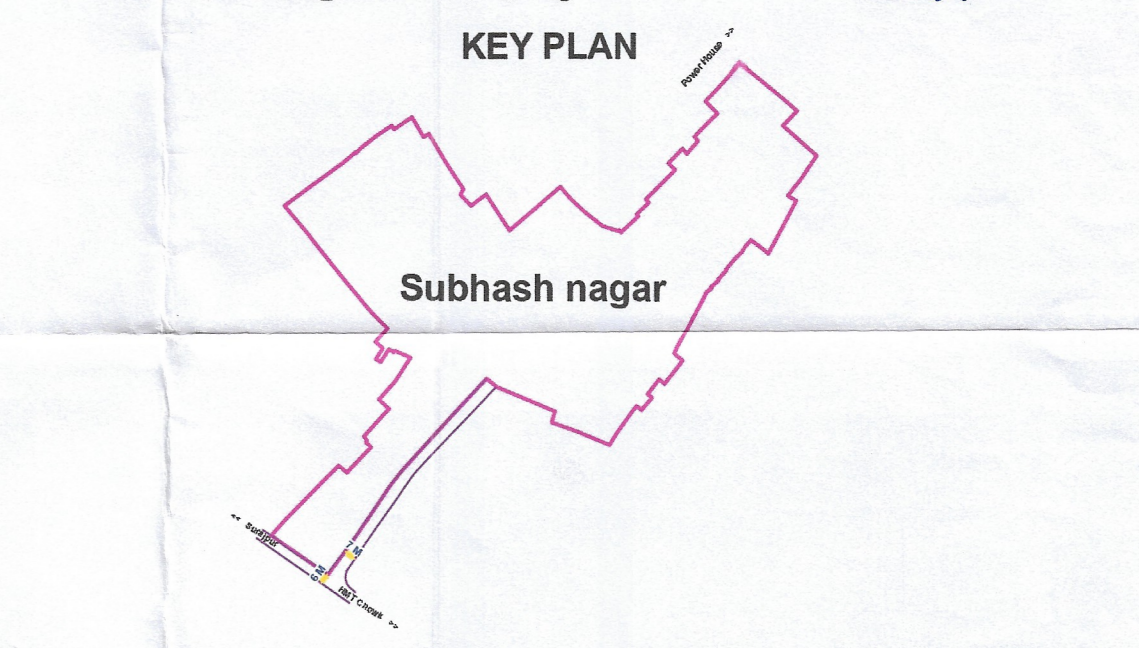 KEY PLAN
Power House >>
Subhash nagar
<< Surajpur
7 M
6 M
HMT Chowk >>